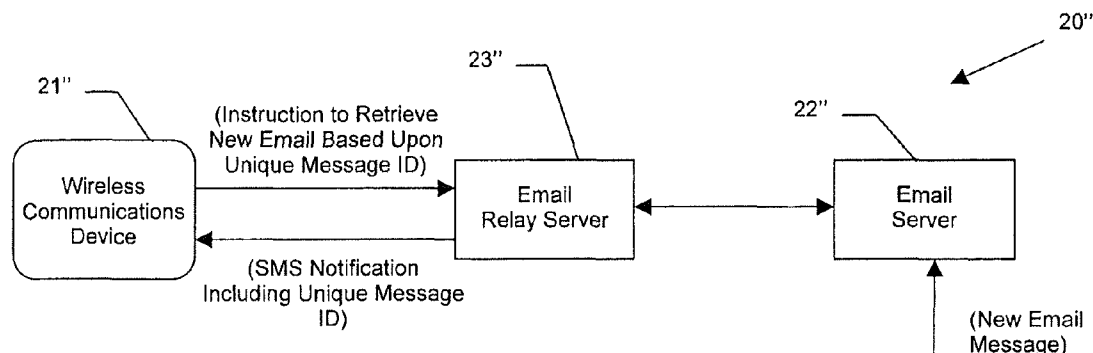 20"
23"
21"
(Instruction to Retrieve
New Email Based Upon
Unique Message ID)
22"
Wireless
Communications
Device
Email
Relay Server
Email
Server
(SMS Notification
Including Unique Message
ID)
(New Email
Message)